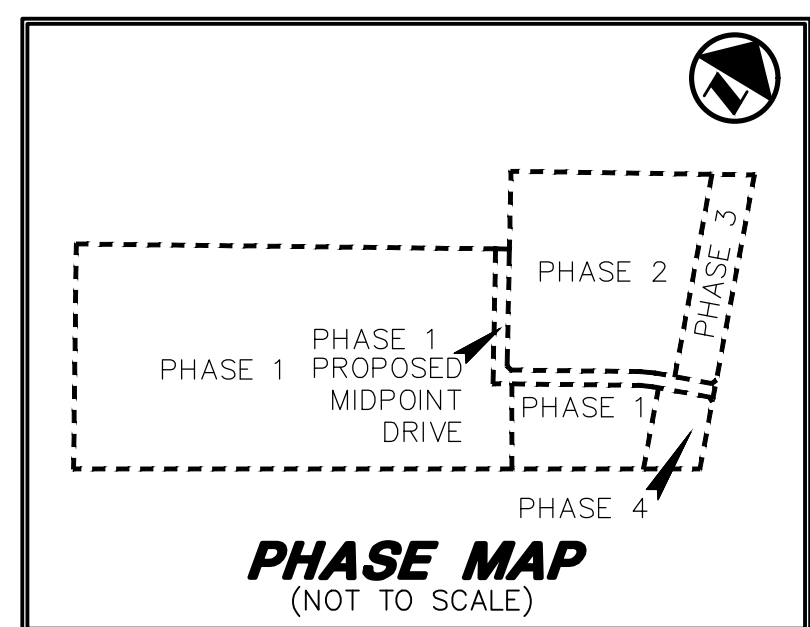 N
PHASE 2
PHASE 3
PHASE 1
PHASE 1
PROPOSED
MIDPOINT
DRIVE
PHASE 1
PHASE 4
PHASE MAP
(NOT TO SCALE)